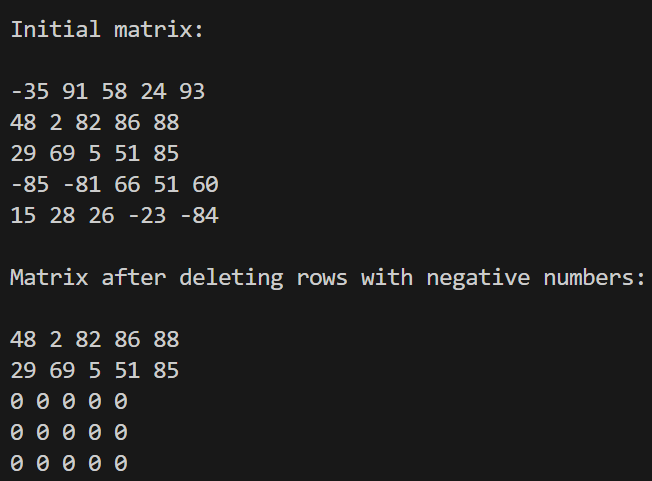 Initial matrix:
-35 91 58 24 93
48 2 82 86 88
29 69 5 51 85
-85 -81 66 51 60
15 28 26 -23 -84
Matrix after deleting rows with negative numbers:
48 2 82 86 88
29 69 5 51 85
0 0 0 0 0
0 0 0 0 0
0 0 0 0 0